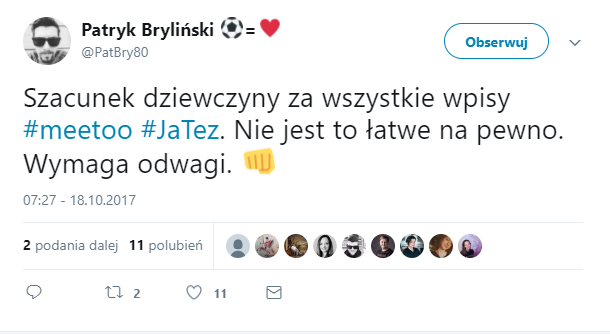 Patryk Bryliński ⚽=❤
@PatBry80
Obserwuj
Szacunek dziewczyny za wszystkie wpisy
#meetoo #JaTez. Nie jest to łatwe na pewno.
Wymaga odwagi. 👊
07:27 - 18.10.2017
2 podania dalej 11 polubień
2 11